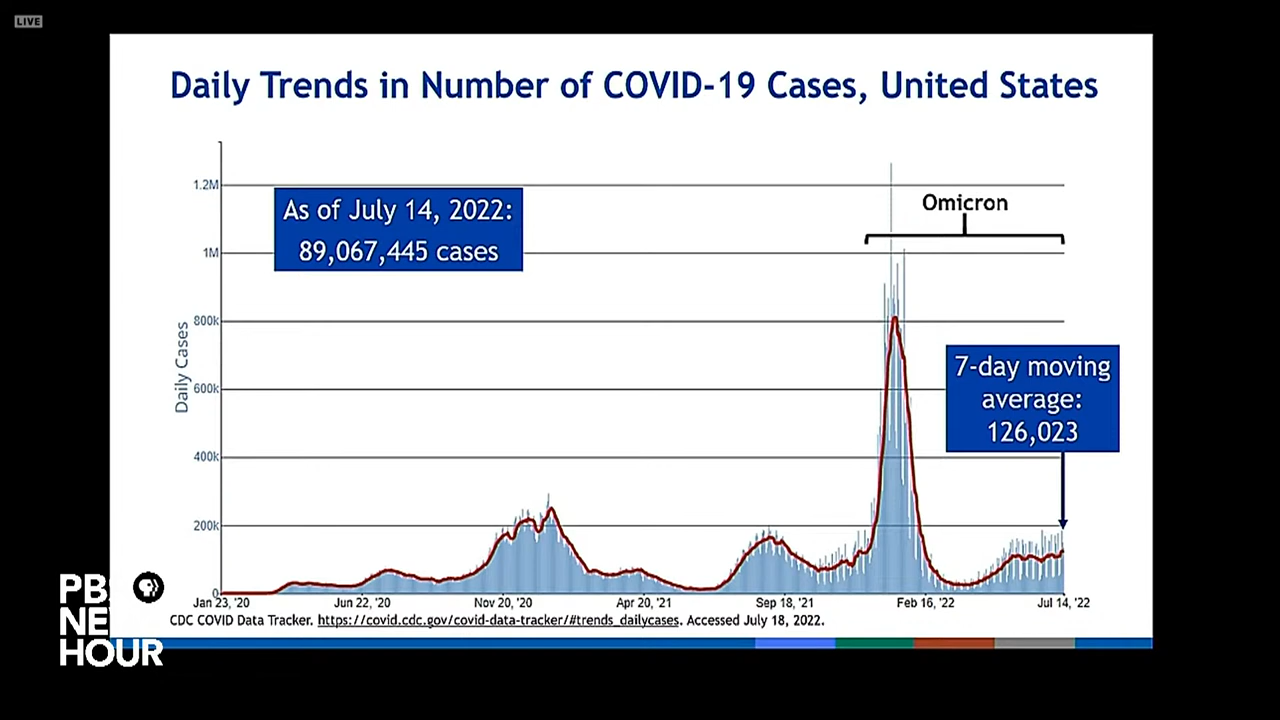 LIVE
Daily Trends in Number of COVID-19 Cases, United States
1.2M
As of July 14, 2022:
89,067,445 cases
Omicron
1M
800k
7-day moving
average:
126,023
600k
Daily Cases
400k
200k
0
Jan 23, '20
Jun 22, '20
Nov 20, '20
Apr 20, '21
Sep 18, '21
Feb 16, '22
Jul 14, '22
CDC COVID Data Tracker. https://covid.cdc.gov/covid-data-tracker/#trends_dailycases. Accessed July 18, 2022.
PB
NE
HOUR